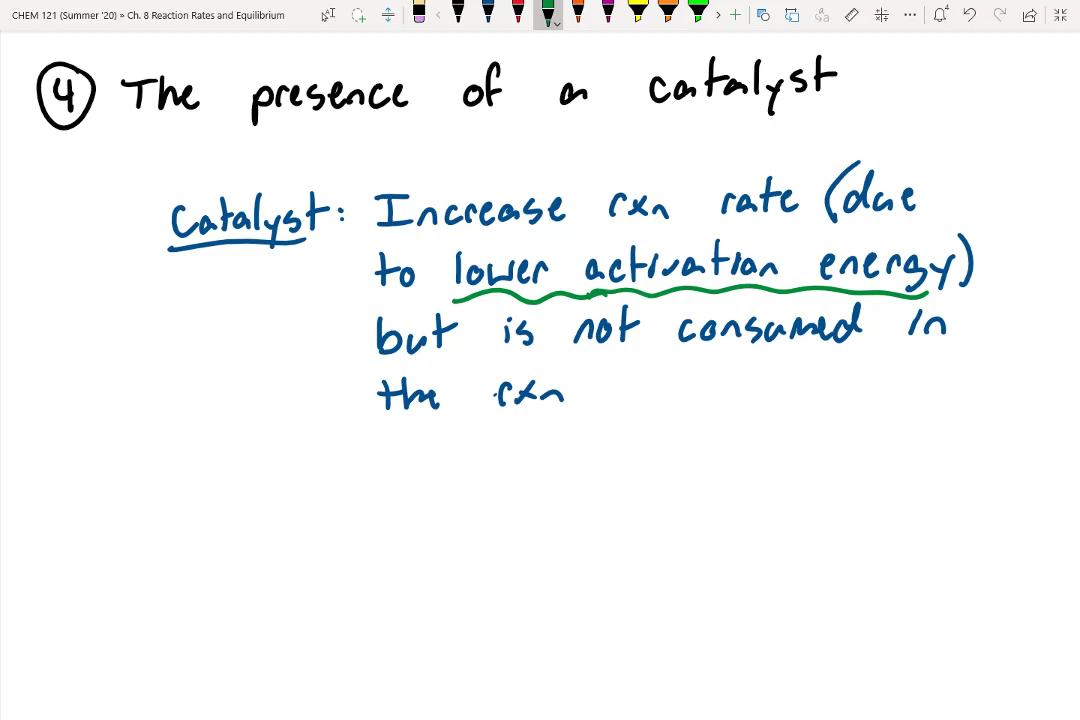 CHEM 121 (Summer '20) » Ch. 8 Reaction Rates and Equilibrium
4 The presence of a catalyst
Catalyst: Increase rxn rate (due
to lower activation energy)
but is not consumed in
the rxn